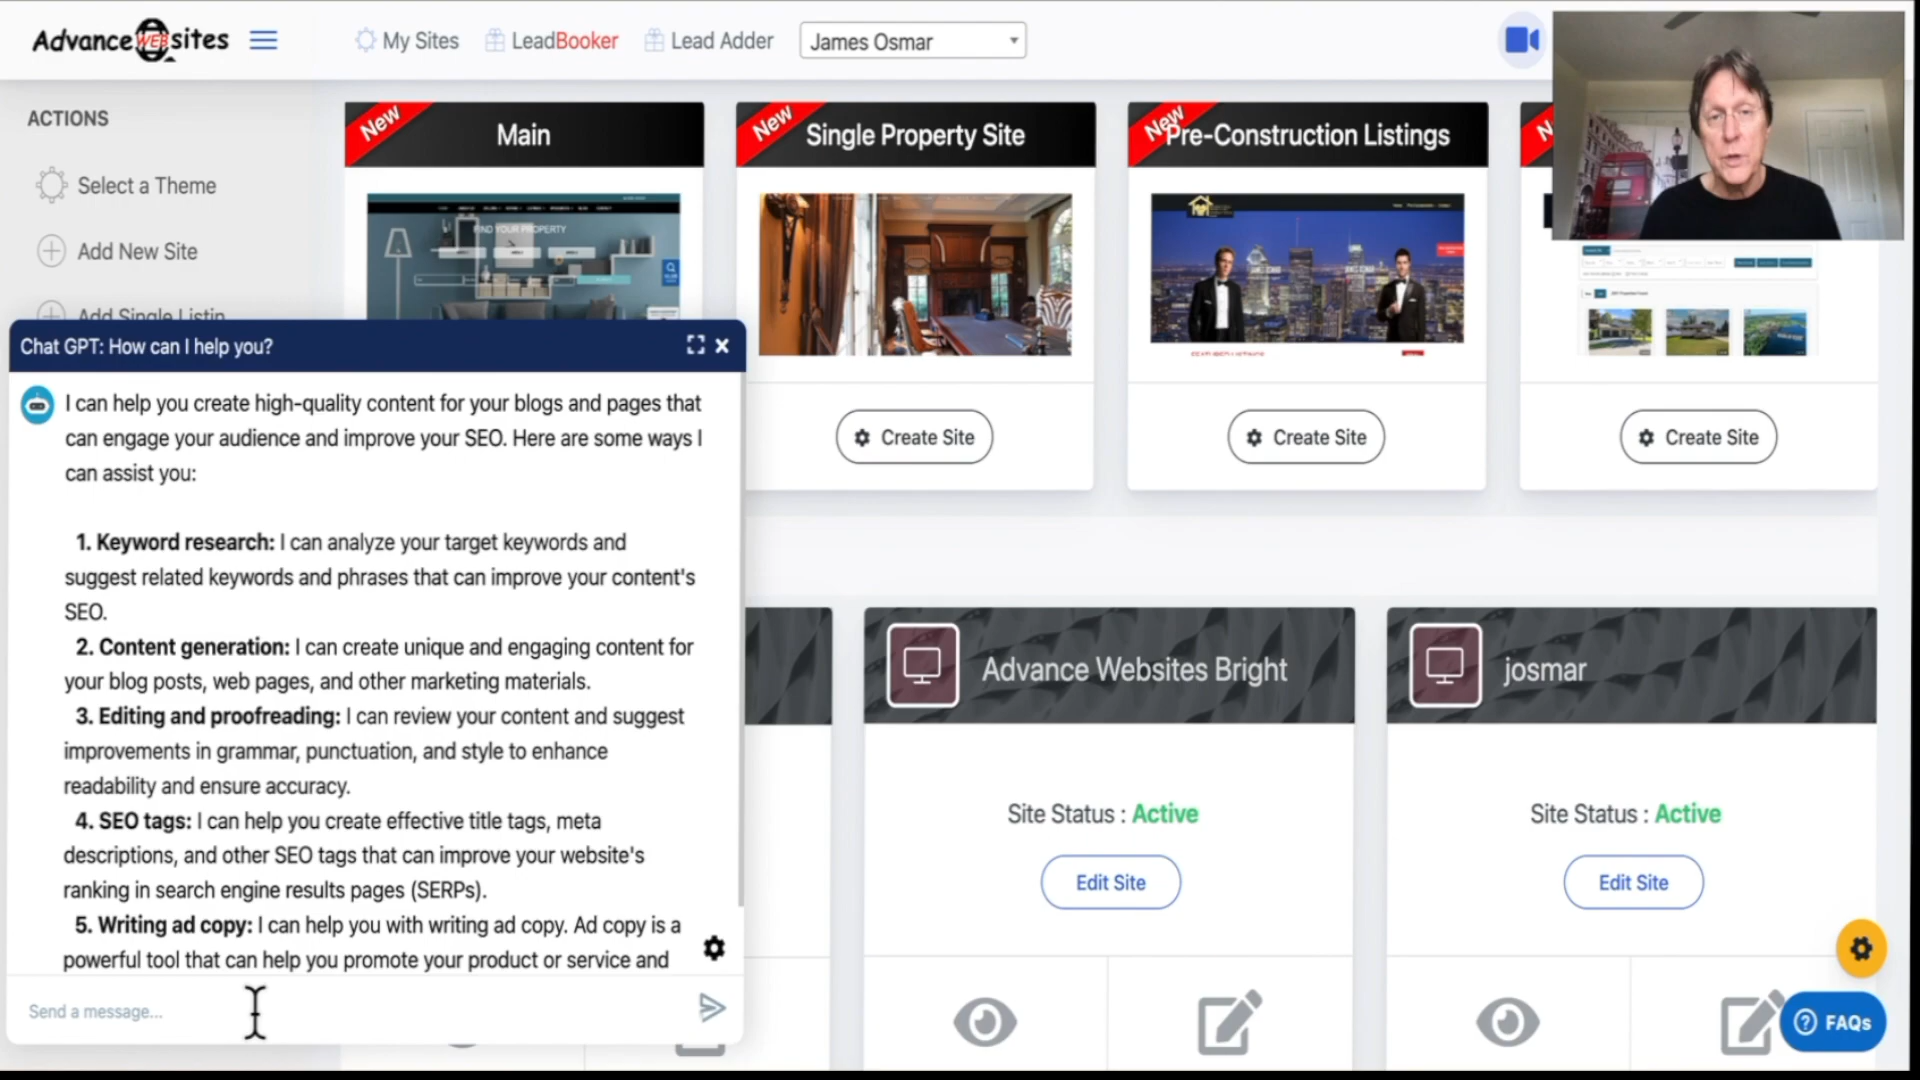 Advance WEB sites
My Sites
LeadBooker
Lead Adder
James Osmar
ACTIONS
Select a Theme
Add New Site
Add Single Listin
New
Main
FIND YOUR PROPERTY
New
Single Property Site
New
Pre-Construction Listings
N
Create Site
Create Site
Create Site
Chat GPT: How can I help you?
I can help you create high-quality content for your blogs and pages that
can engage your audience and improve your SEO. Here are some ways I
can assist you:
1. Keyword research: I can analyze your target keywords and
suggest related keywords and phrases that can improve your content's
SEO.
2. Content generation: I can create unique and engaging content for
your blog posts, web pages, and other marketing materials.
3. Editing and proofreading: I can review your content and suggest
improvements in grammar, punctuation, and style to enhance
readability and ensure accuracy.
4. SEO tags: I can help you create effective title tags, meta
descriptions, and other SEO tags that can improve your website's
ranking in search engine results pages (SERPs).
5. Writing ad copy: I can help you with writing ad copy. Ad copy is a
powerful tool that can help you promote your product or service and
Send a message...
Advance Websites Bright
Site Status : Active
Edit Site
josmar
Site Status : Active
Edit Site
FAQs